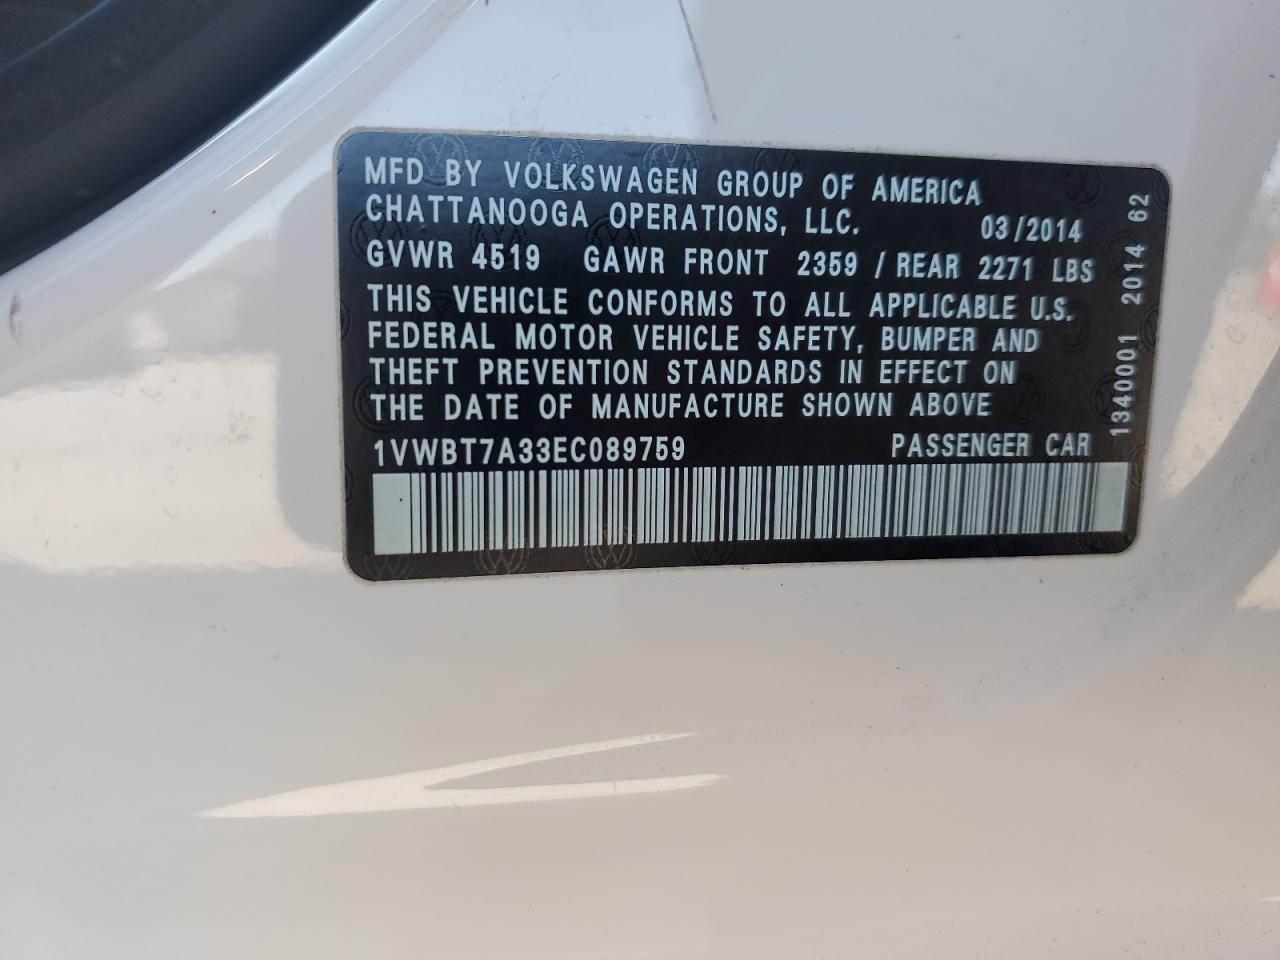 MFD BY VOLKSWAGEN GROUP OF AMERICA
CHATTANOOGA OPERATIONS, LLC. 03/2014
GVWR 4519 GAWR FRONT 2359 / REAR 2271 LBS
THIS VEHICLE CONFORMS TO ALL APPLICABLE U.S.
FEDERAL MOTOR VEHICLE SAFETY, BUMPER AND
THEFT PREVENTION STANDARDS IN EFFECT ON
THE DATE OF MANUFACTURE SHOWN ABOVE
1VWBT7A33EC089759 PASSENGER CAR
1340001 2014 62